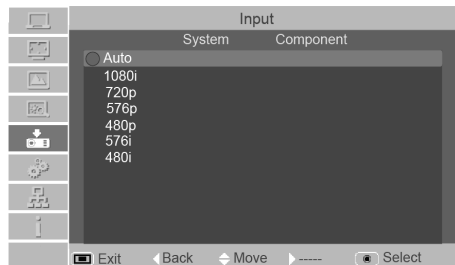 Input
System Component
Auto
1080i
720p
576p
480p
576i
480i
Exit Back Move ----- Select